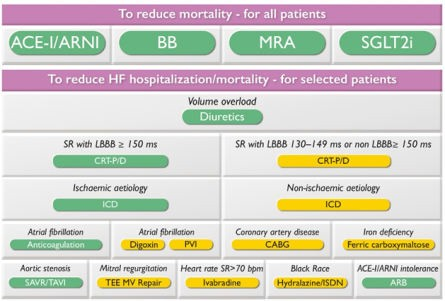 To reduce mortality - for all patients
ACE-I/ARNI BB MRA SGLT2i
To reduce HF hospitalization/mortality - for selected patients
Volume overload
Diuretics
SR with LBBB ≥ 150 ms SR with LBBB 130–149 ms or non LBBB≥ 150 ms
CRT-P/D CRT-P/D
Ischaemic aetiology Non-ischaemic aetiology
ICD ICD
Atrial fibrillation Atrial fibrillation Coronary artery disease Iron deficiency
Anticoagulation Digoxin PVI CABG Ferric carboxymaltose
Aortic stenosis Mitral regurgitation Heart rate SR>70 bpm Black Race ACE-I/ARNI intolerance
SAVR/TAVI TEE MV Repair Ivabradine Hydralazine/ISDN ARB